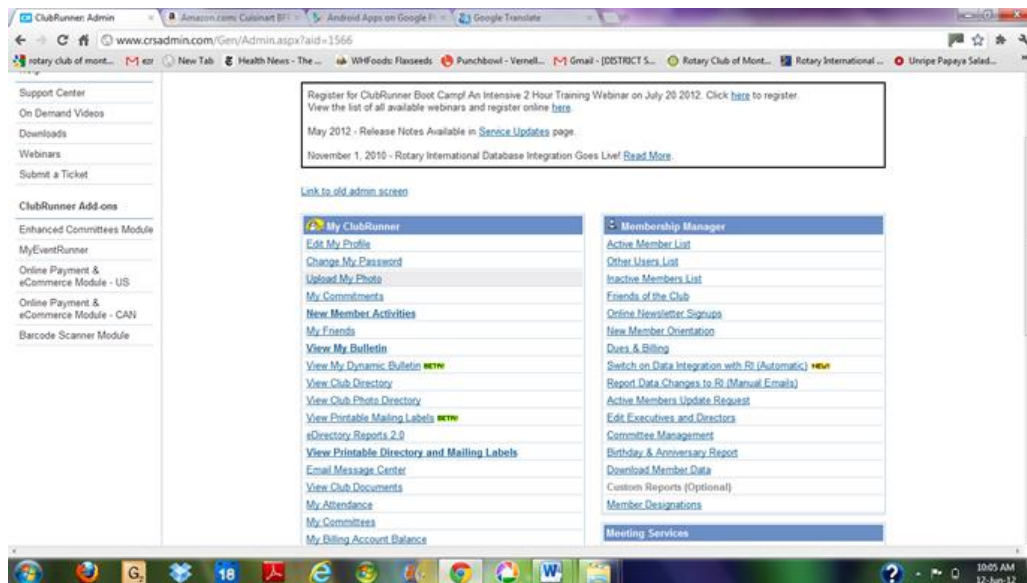 ClubRunner: Admin
Amazon.com: Cuisinart BF
Android Apps on Google Pl
Google Translate
www.crsadmin.com/Gen/Admin.aspx?aid=1566
rotary club of mont...
ezr
New Tab
Health News - The ...
WHFoods: Flaxseeds
Punchbowl - Vernell...
Gmail - [DISTRICT S...
Rotary Club of Mont...
Rotary International ...
Unripe Papaya Salad...
Support Center
On Demand Videos
Downloads
Webinars
Submit a Ticket
ClubRunner Add-ons
Enhanced Committees Module
MyEventRunner
Online Payment &
eCommerce Module - US
Online Payment &
eCommerce Module - CAN
Barcode Scanner Module
Register for ClubRunner Boot Camp! An Intensive 2 Hour Training Webinar on July 20 2012. Click here to register.
View the list of all available webinars and register online here.
May 2012 - Release Notes Available in Service Updates page.
November 1, 2010 - Rotary International Database Integration Goes Live! Read More.
Link to old admin screen
My ClubRunner
Edit My Profile
Change My Password
Upload My Photo
My Commitments
New Member Activities
My Friends
View My Bulletin
View My Dynamic Bulletin BETA!
View Club Directory
View Club Photo Directory
View Printable Mailing Labels BETA!
eDirectory Reports 2.0
View Printable Directory and Mailing Labels
Email Message Center
View Club Documents
My Attendance
My Committees
My Billing Account Balance
Membership Manager
Active Member List
Other Users List
Inactive Members List
Friends of the Club
Online Newsletter Signups
New Member Orientation
Dues & Billing
Switch on Data Integration with RI (Automatic) NEW!
Report Data Changes to RI (Manual Emails)
Active Members Update Request
Edit Executives and Directors
Committee Management
Birthday & Anniversary Report
Download Member Data
Custom Reports (Optional)
Member Designations
Meeting Services
18
W
10:05 AM
12-Jun-1